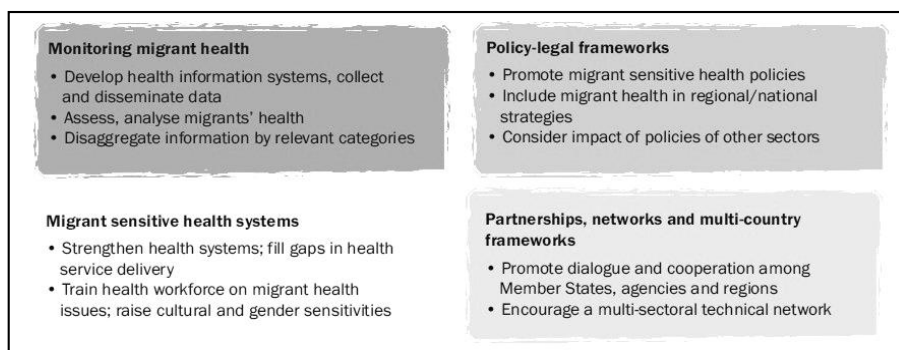 Monitoring migrant health
• Develop health information systems, collect
and disseminate data
• Assess, analyse migrants' health
• Disaggregate information by relevant categories
Policy-legal frameworks
• Promote migrant sensitive health policies
• Include migrant health in regional/national
strategies
• Consider impact of policies of other sectors
Migrant sensitive health systems
• Strengthen health systems; fill gaps in health
service delivery
• Train health workforce on migrant health
issues; raise cultural and gender sensitivities
Partnerships, networks and multi-country
frameworks
• Promote dialogue and cooperation among
Member States, agencies and regions
• Encourage a multi-sectoral technical network